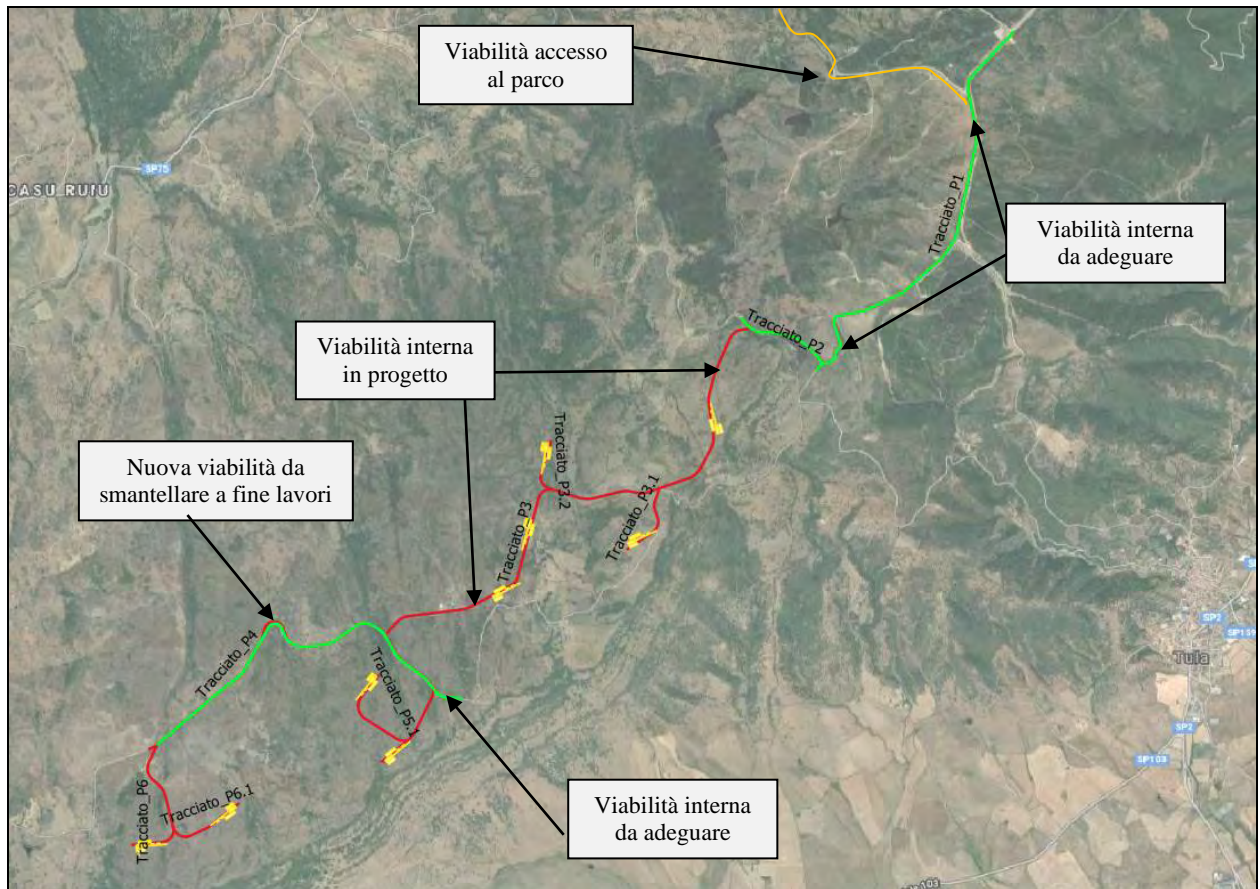 Viabilità accesso
al parco
SP75
CASU RUIU
Tracciato_P1
Viabilità interna
da adeguare
Tracciato_P2
Viabilità interna
in progetto
Tracciato_P3.2
Tracciato_P3.1
Tracciato_P3
Nuova viabilità da
smantellare a fine lavori
SP2
SP159
Tula
Tracciato_P4
Tracciato_P5.1
SP2
SP103
Tracciato_P6
Tracciato_P6.1
Viabilità interna
da adeguare